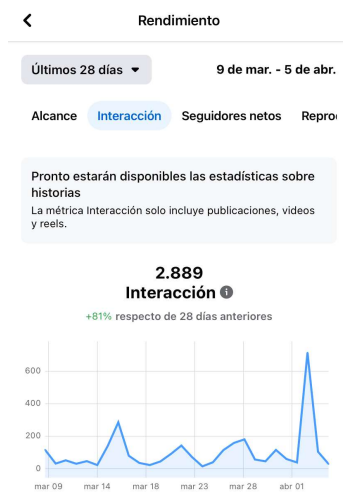 Rendimiento
Últimos 28 días
9 de mar. - 5 de abr.
Alcance Interacción Seguidores netos
Pronto estarán disponibles las estadísticas sobre
historias
La métrica Interacción solo incluye publicaciones, videos
y reels.
2.889
Interacción
+81% respecto de 28 días anteriores
600
400
200
0
mar 09 mar 14 mar 18 mar 23 mar 28 abr 01